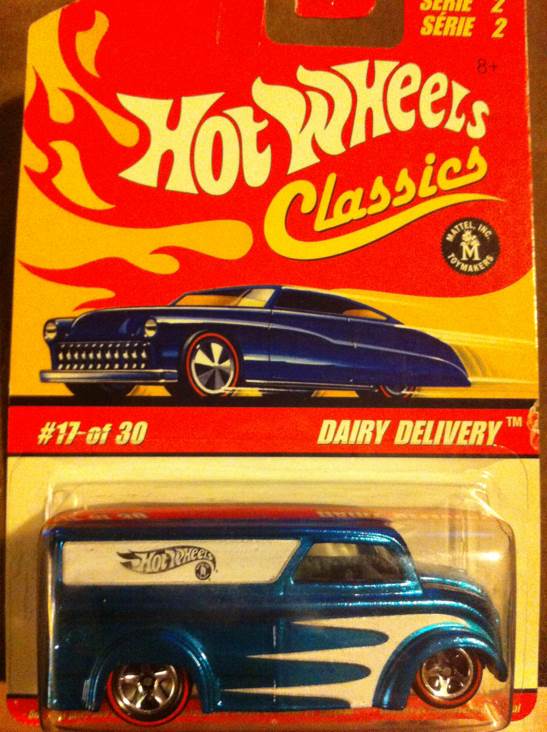 SERIE 2
SÉRIE 2
8+
Hot Wheels
Classics
MATTEL, INC.
M
TOYMAKERS
#17 of 30
DAIRY DELIVERY™
Hot Wheels
M